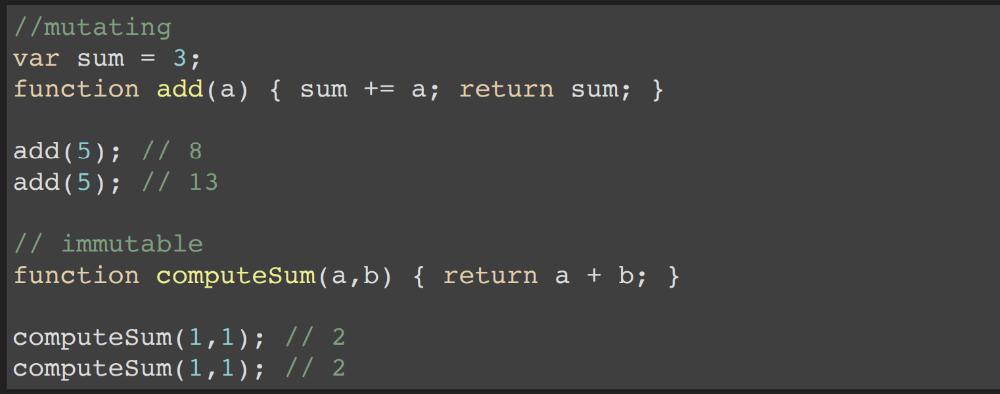 //mutating
var sum = 3;
function add(a) { sum += a; return sum; }
add(5); // 8
add(5); // 13
// immutable
function computeSum(a,b) { return a + b; }
computeSum(1,1); // 2
computeSum(1,1); // 2